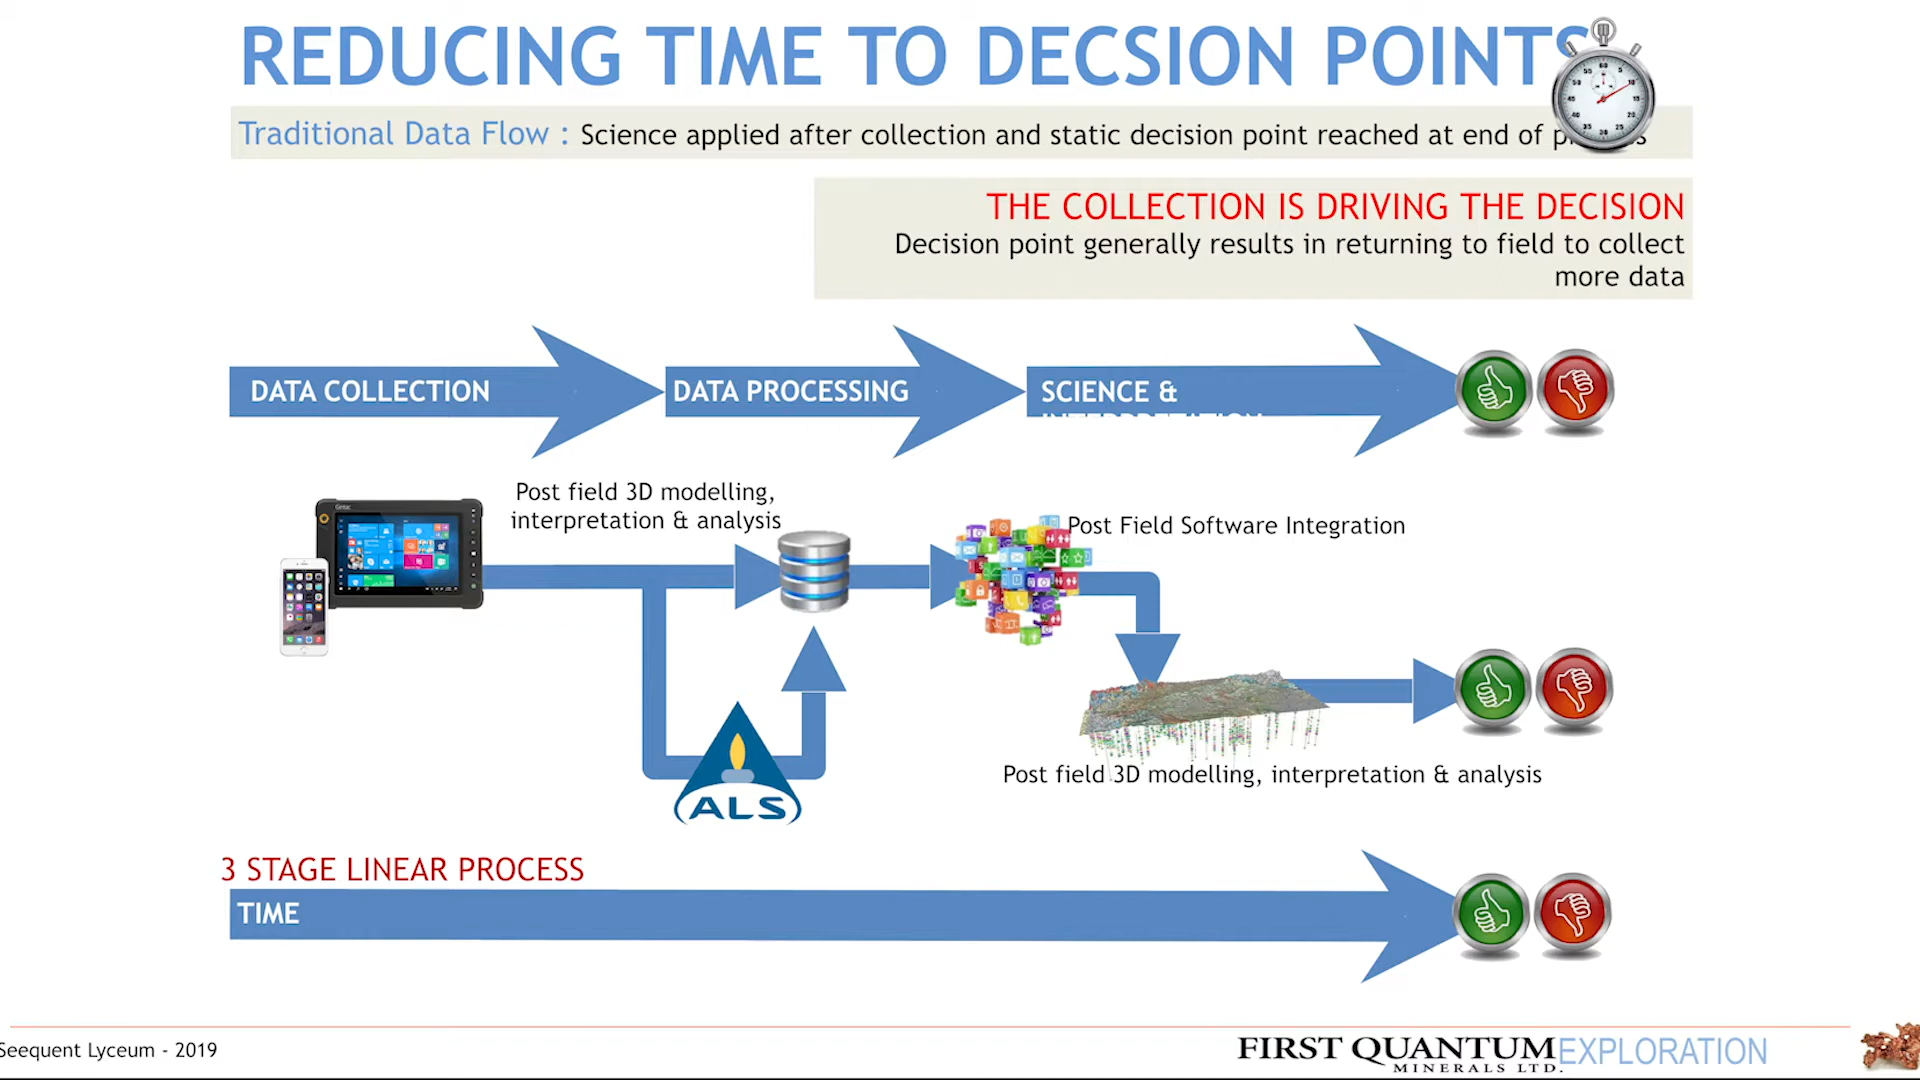 REDUCING TIME TO DECSION POINTS
Traditional Data Flow : Science applied after collection and static decision point reached at end of
THE COLLECTION IS DRIVING THE DECISION
Decision point generally results in returning to field to collect
more data
DATA COLLECTION
DATA PROCESSING
SCIENCE &
Post field 3D modelling,
interpretation & analysis
Post Field Software Integration
Getac
ALS
Post field 3D modelling, interpretation & analysis
3 STAGE LINEAR PROCESS
TIME
Seequent Lyceum - 2019
FIRST QUANTUM EXPLORATION
MINERALS LTD.